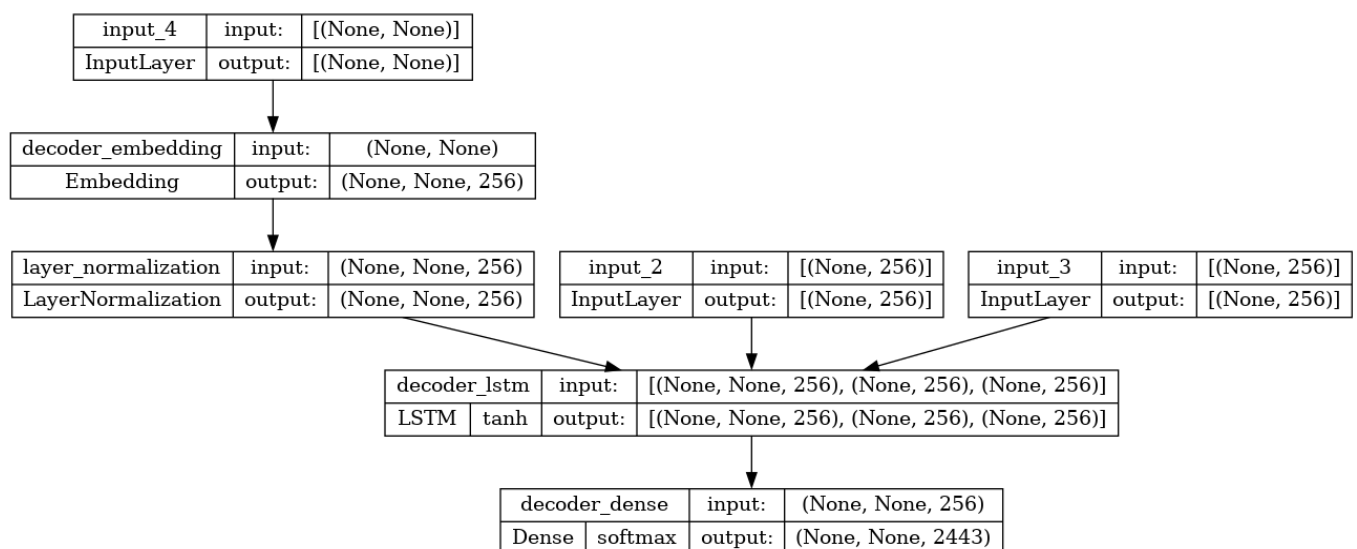 input_4 input: [(None, None)]
InputLayer output: [(None, None)]
decoder_embedding input: (None, None)
Embedding output: (None, None, 256)
layer_normalization input: (None, None, 256)
LayerNormalization output: (None, None, 256)
input_2 input: [(None, 256)]
InputLayer output: [(None, 256)]
input_3 input: [(None, 256)]
InputLayer output: [(None, 256)]
decoder_lstm input: [(None, None, 256), (None, 256), (None, 256)]
LSTM tanh output: [(None, None, 256), (None, 256), (None, 256)]
decoder_dense input: (None, None, 256)
Dense softmax output: (None, None, 2443)